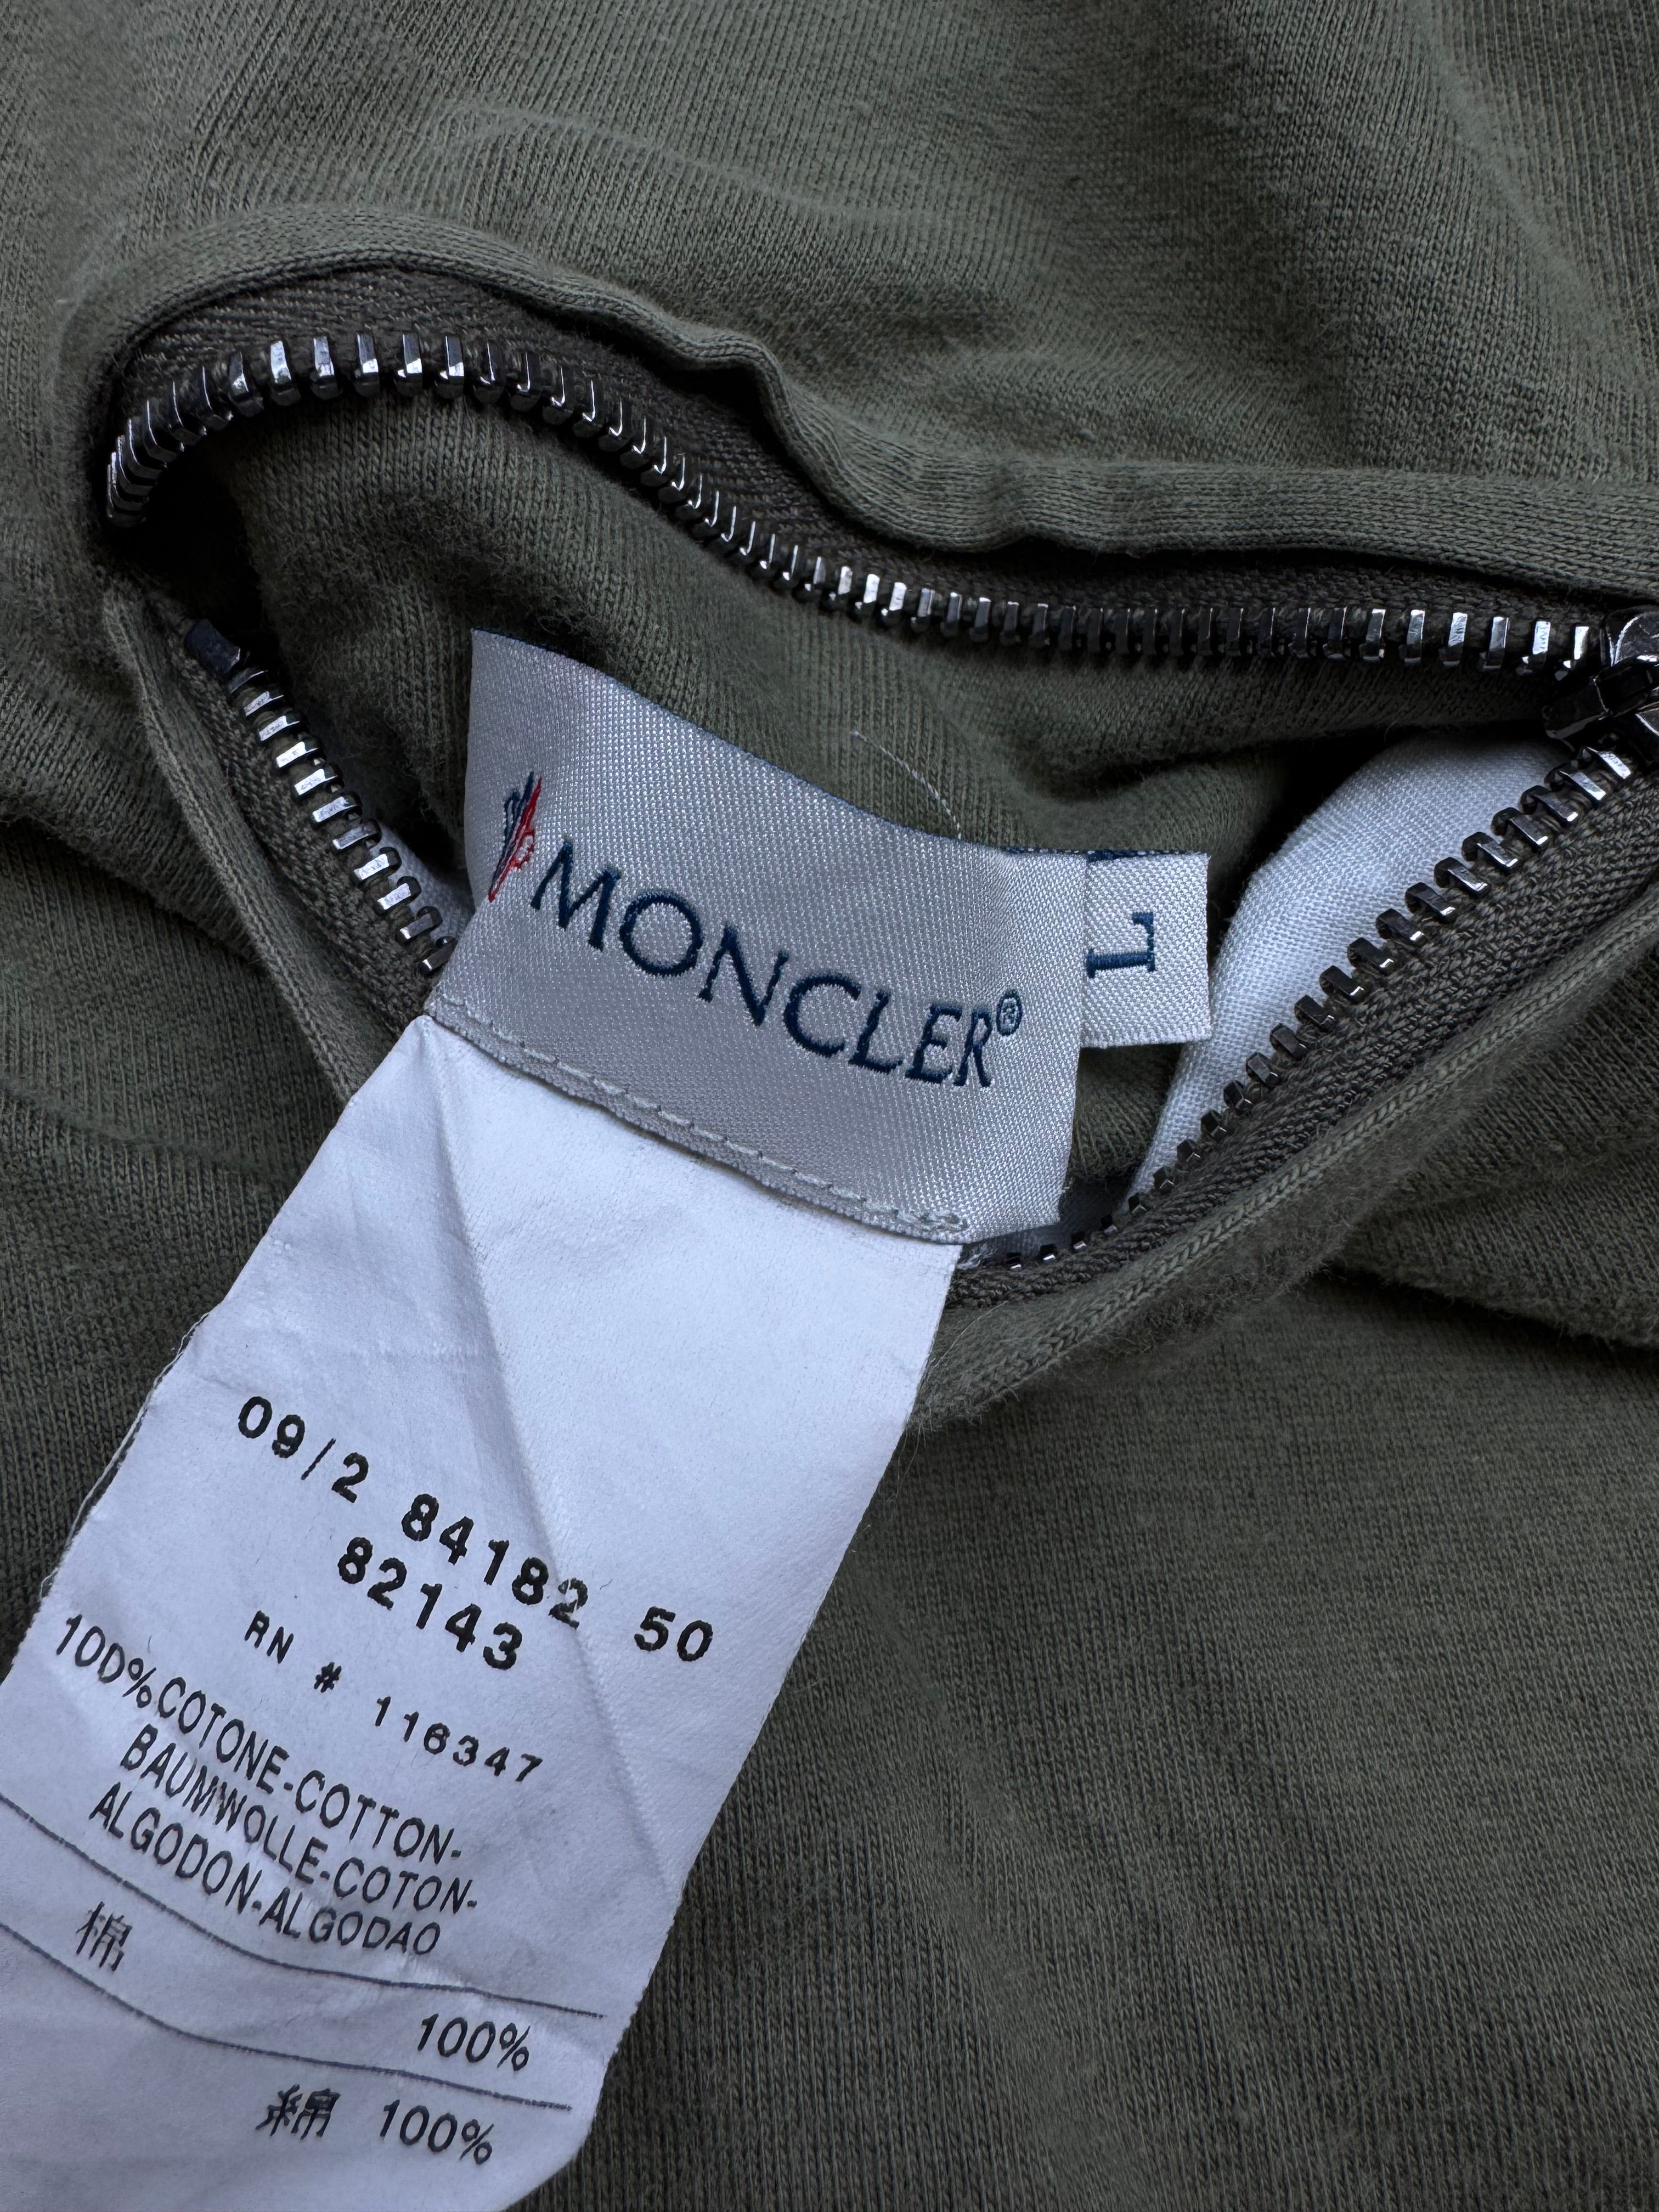 MONCLER®
L
09/2 84182 50
82143
RN # 116347
100%COTONE-COTTON-
BAUMWOLLE-COTON-
ALGODON-ALGODAO
棉
100%
綿 100%